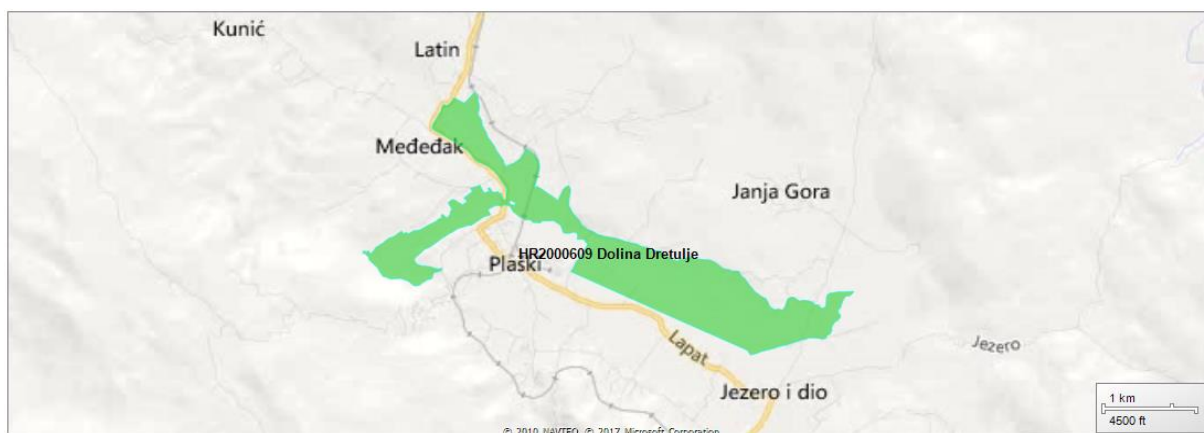 Kunić
Latin
Međeđak
Janja Gora
HR2000609 Dolina Dretulje
Plaški
Lapat
Jezero
Jezero i dio
1 km
4500 ft
© 2010 NAVTEQ, © 2017 Microsoft Corporation